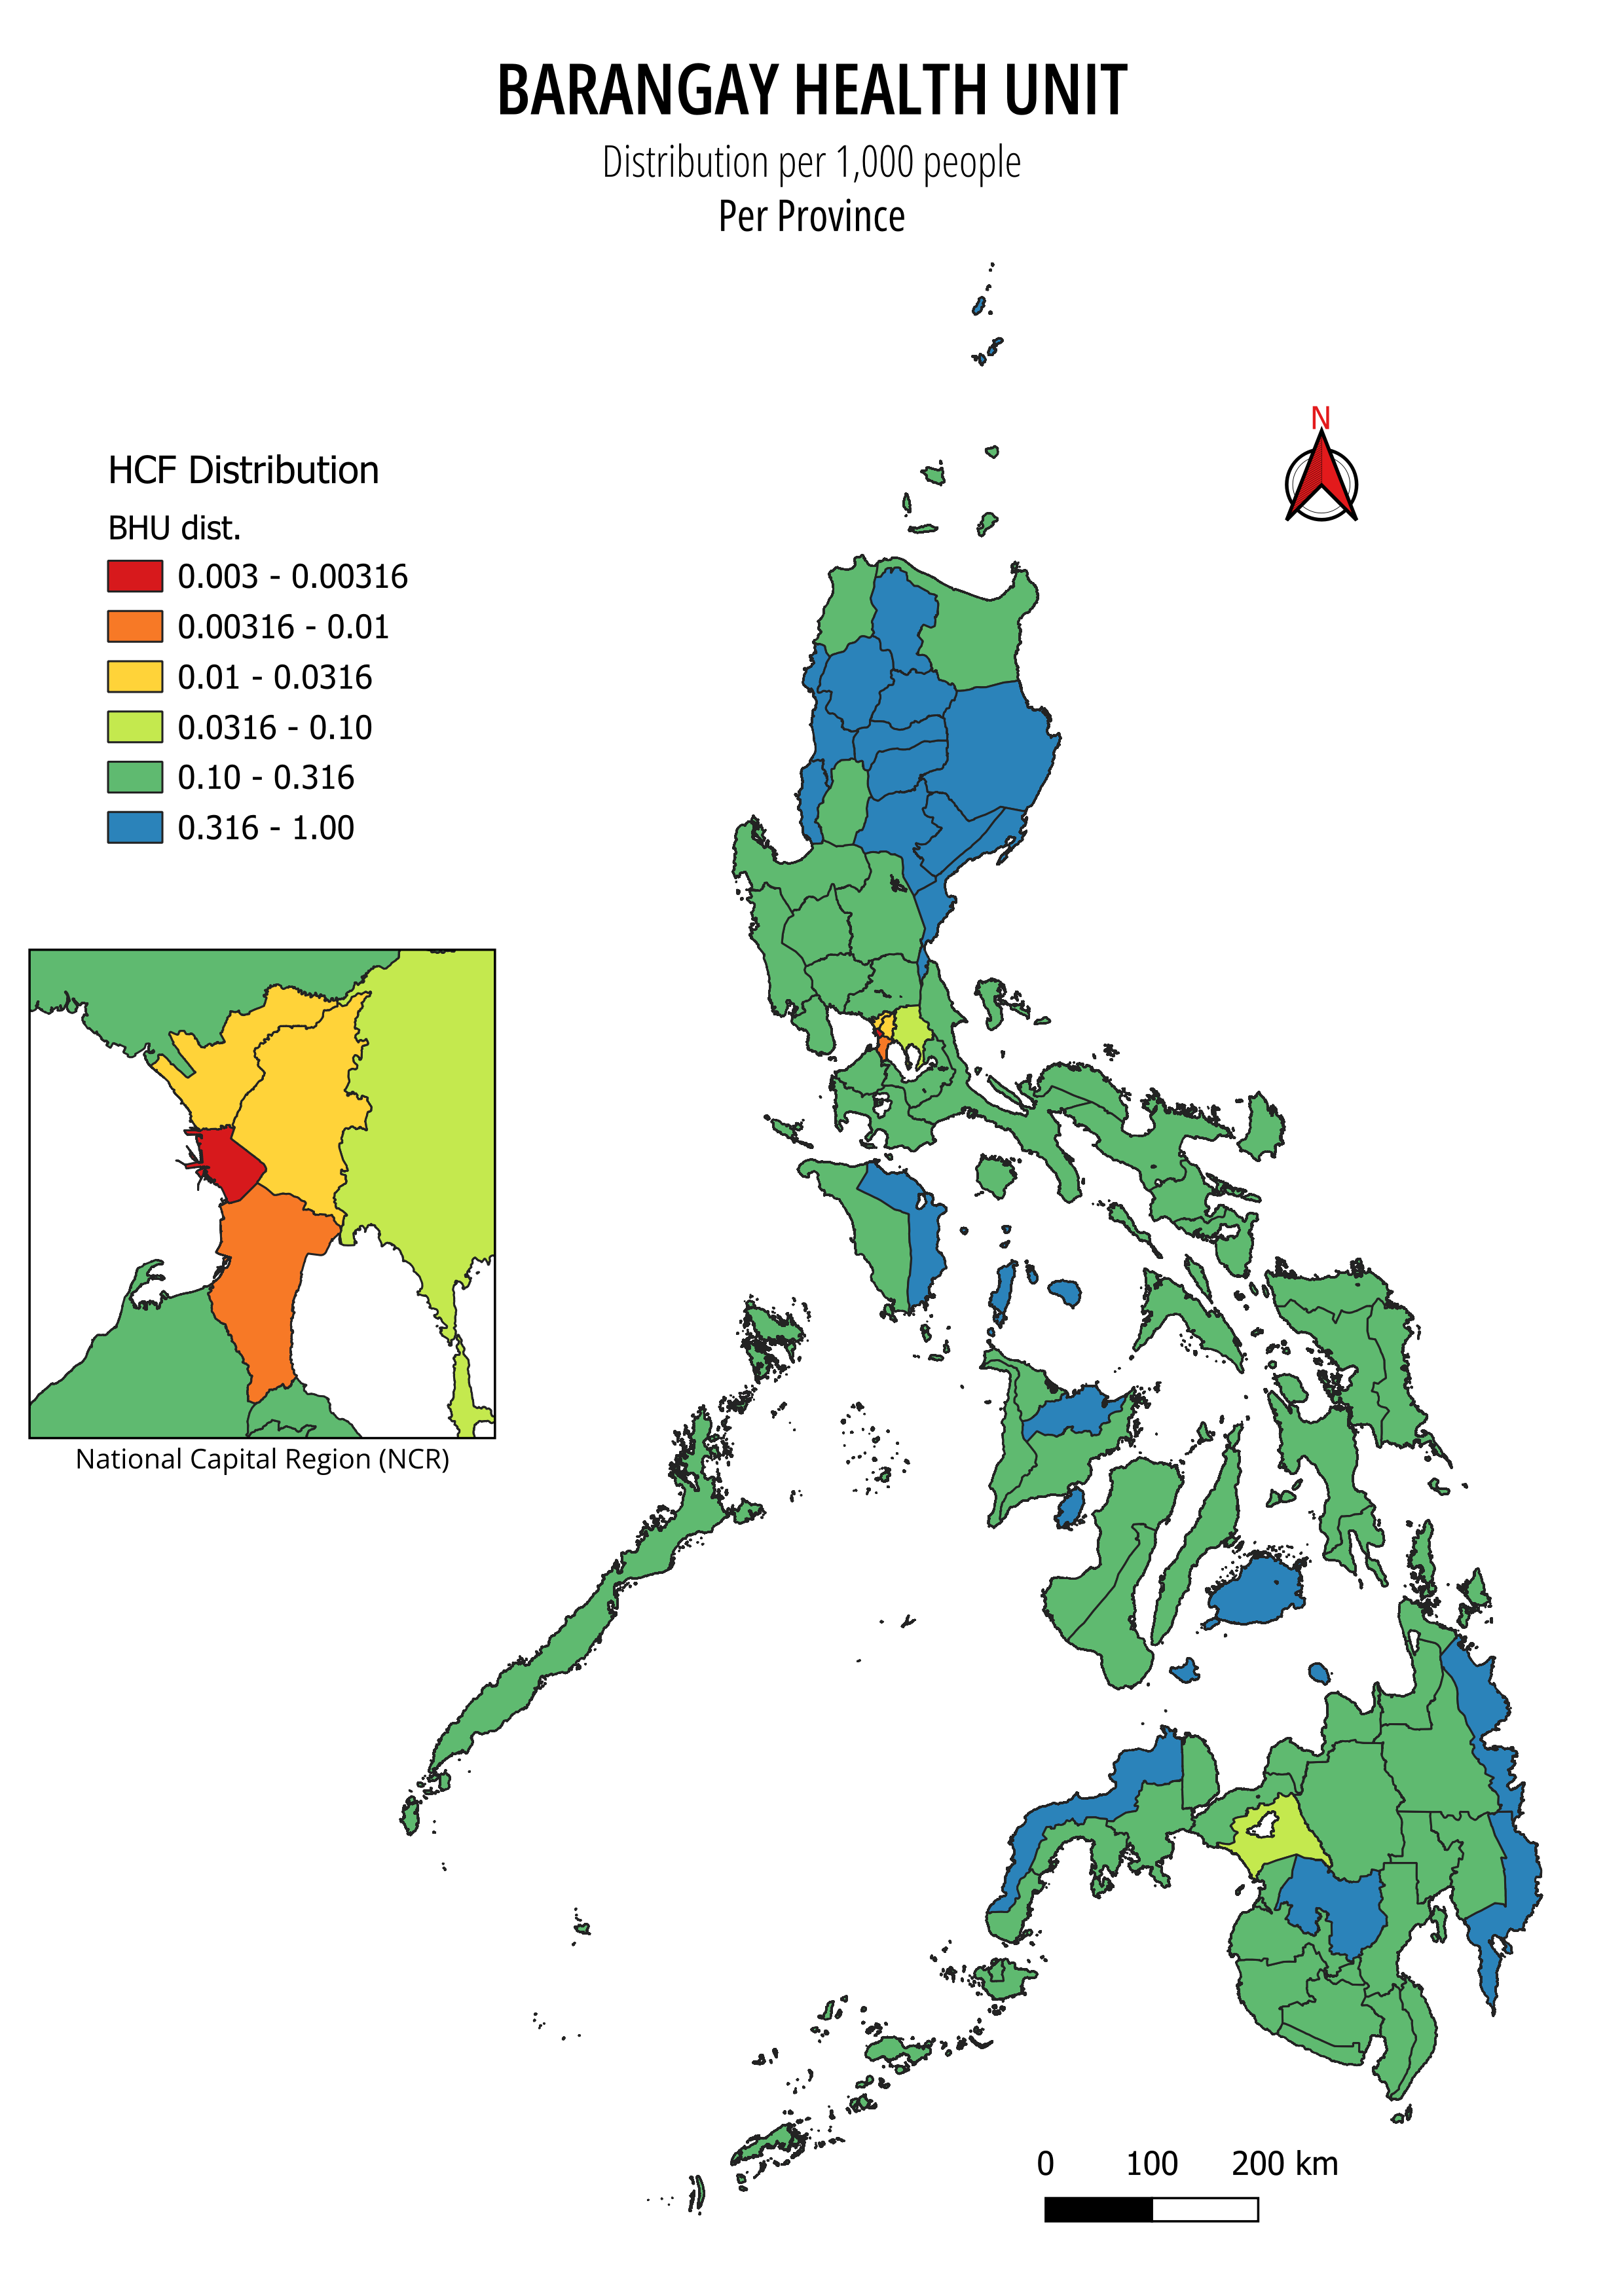 BARANGAY HEALTH UNIT
Distribution per 1,000 people
Per Province
N
HCF Distribution
BHU dist.
0.003 - 0.00316
0.00316 - 0.01
0.01 - 0.0316
0.0316 - 0.10
0.10 - 0.316
0.316 - 1.00
National Capital Region (NCR)
0 100 200 km